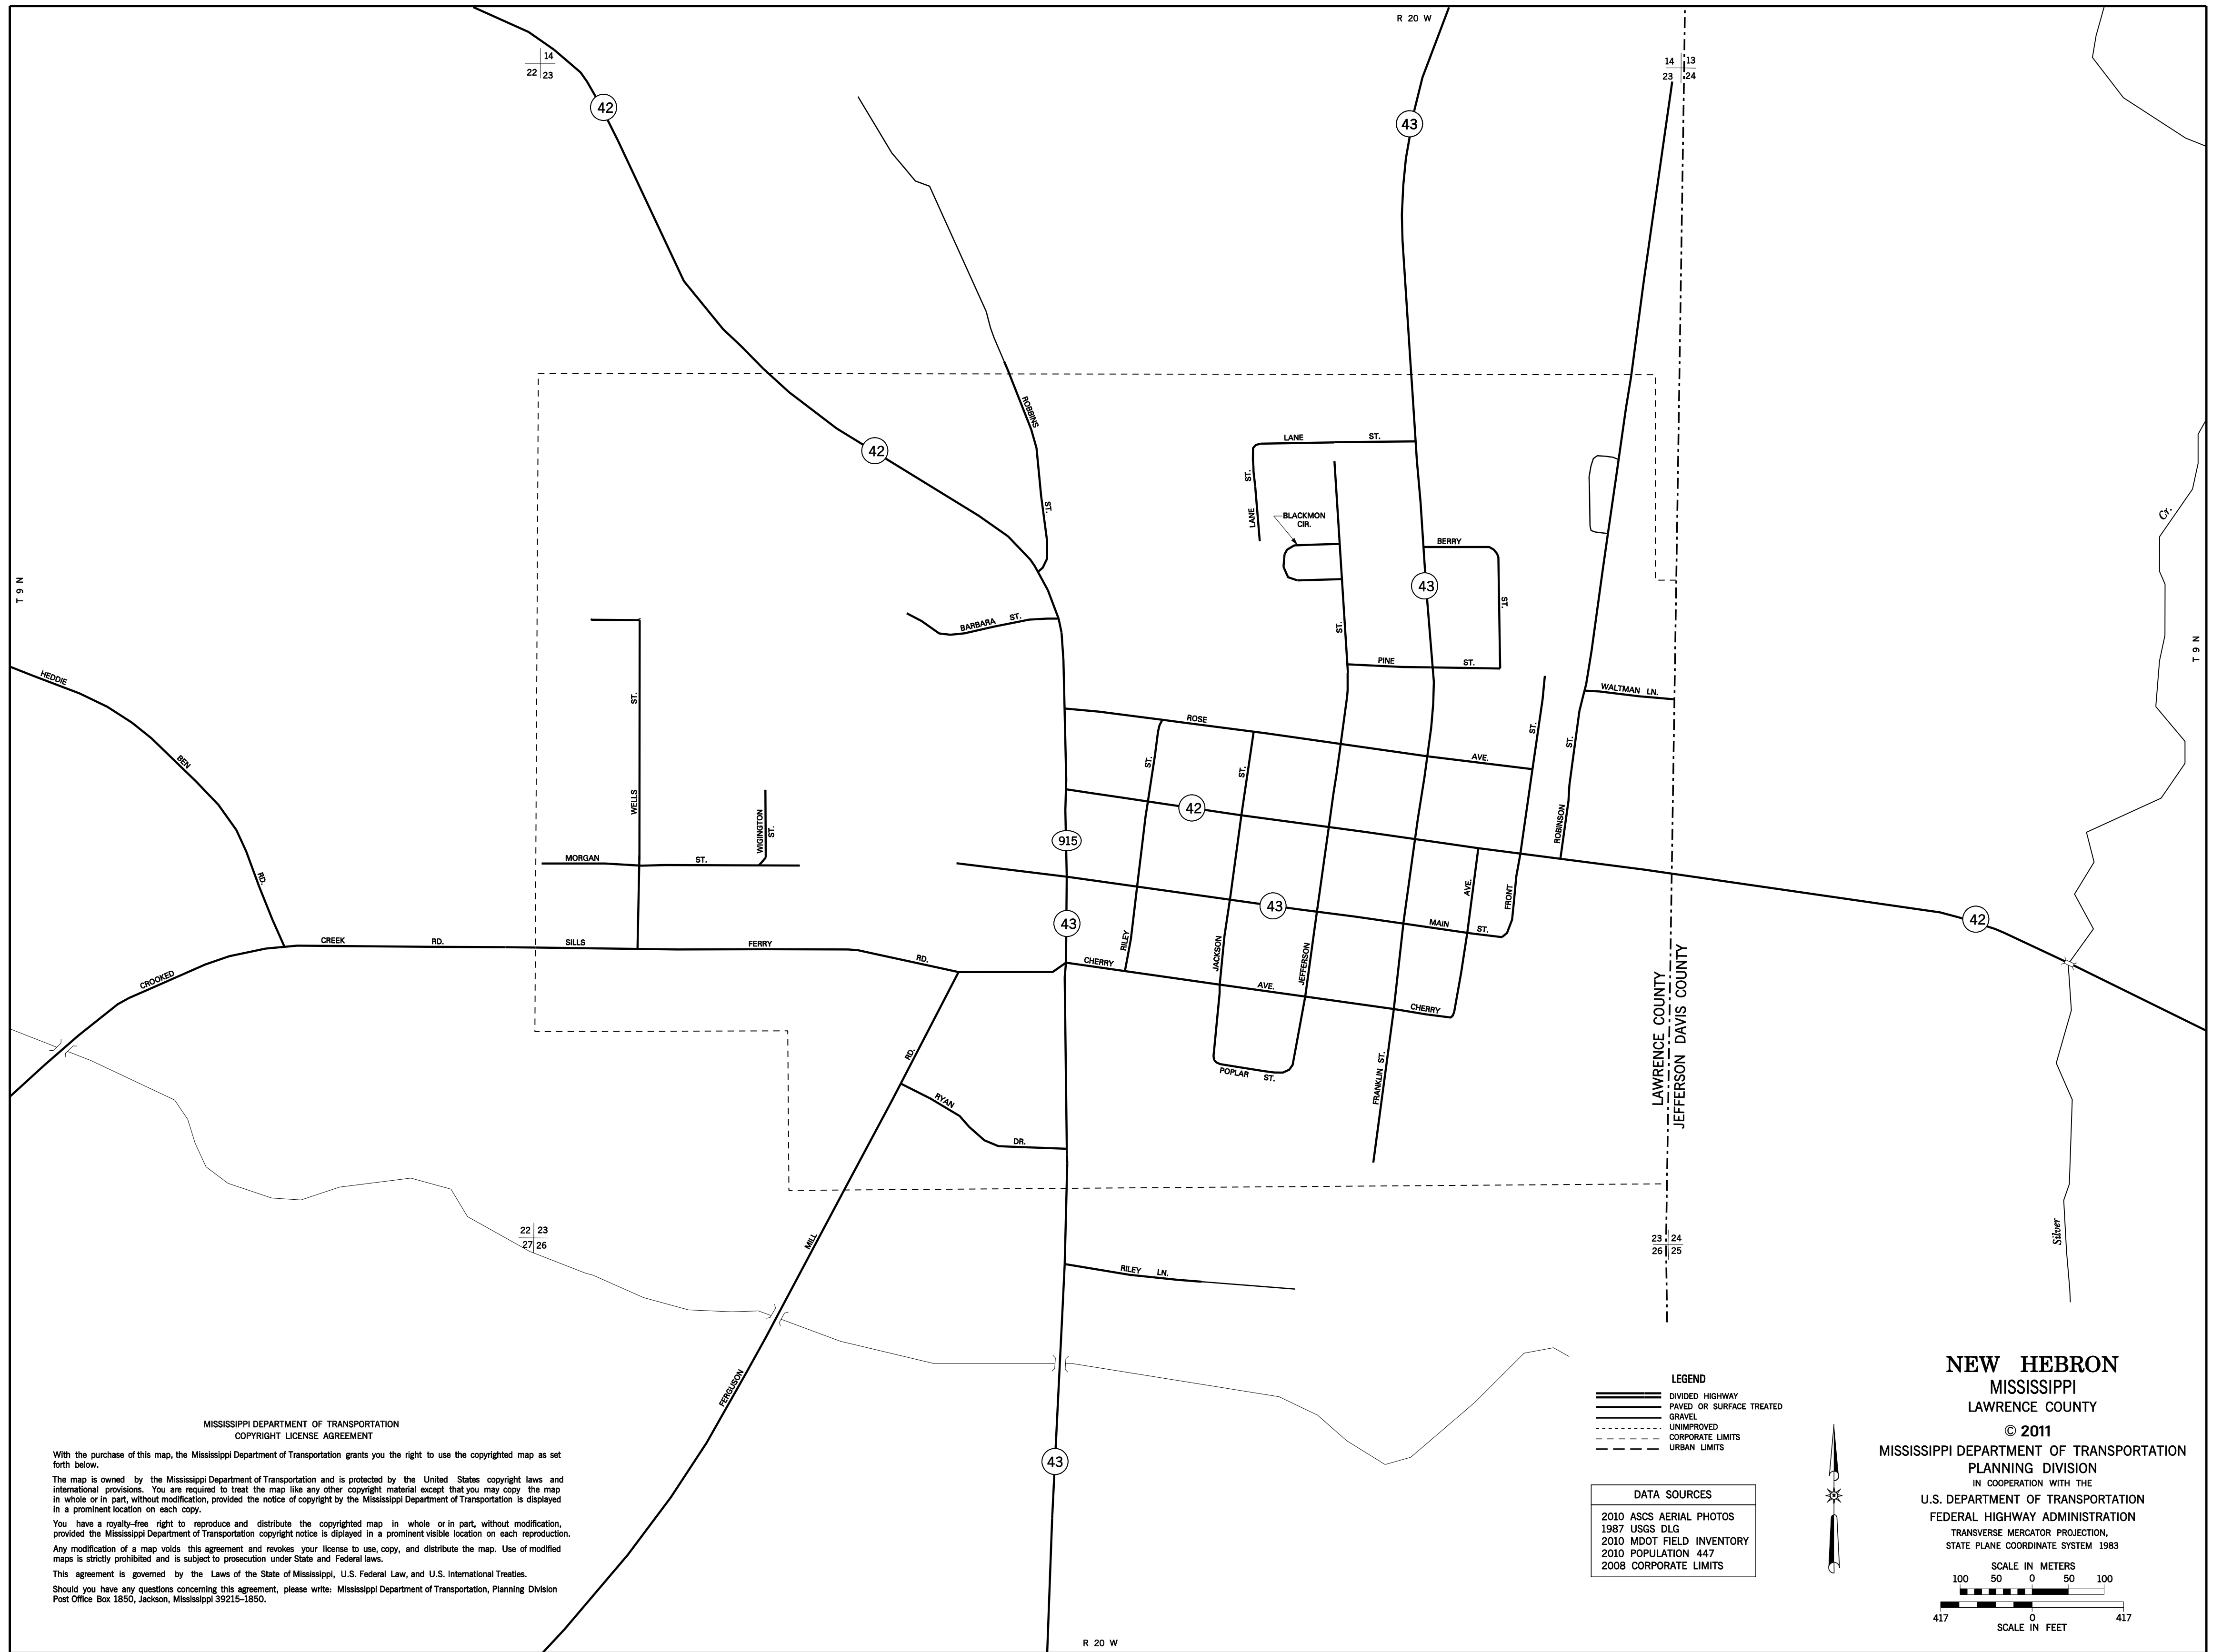 R 20 W
14
22 23
14 13
23 24
42
43
ROBBINS
ST.
42
LANE ST.
LANE ST.
BLACKMON
CIR.
BERRY
ST.
43
Cr.
T 9 N
T 9 N
BARBARA ST.
ST.
PINE ST.
HEDDIE
BEN
RD.
WELLS ST.
WIGINGTON
ST.
MORGAN ST.
ROSE AVE.
WALTMAN LN.
ST.
ST.
ST.
ROBINSON ST.
42
915
43
43
MAIN ST.
AVE.
FRONT
42
RILEY
JACKSON
JEFFERSON
CROOKED CREEK RD.
SILLS FERRY RD.
CHERRY AVE. CHERRY
LAWRENCE COUNTY
JEFFERSON DAVIS COUNTY
RD.
POPLAR ST.
FRANKLIN ST.
RYAN DR.
22 23
27 26
23 24
26 25
Silver
MILL
RILEY LN.
FERGUSON
43
R 20 W
MISSISSIPPI DEPARTMENT OF TRANSPORTATION
COPYRIGHT LICENSE AGREEMENT
With the purchase of this map, the Mississippi Department of Transportation grants you the right to use the copyrighted map as set
forth below.
The map is owned by the Mississippi Department of Transportation and is protected by the United States copyright laws and
international provisions. You are required to treat the map like any other copyright material except that you may copy the map
in whole or in part, without modification, provided the notice of copyright by the Mississippi Department of Transportation is displayed
in a prominent location on each copy.
You have a royalty-free right to reproduce and distribute the copyrighted map in whole or in part, without modification,
provided the Mississippi Department of Transportation copyright notice is diplayed in a prominent visible location on each reproduction.
Any modification of a map voids this agreement and revokes your license to use, copy, and distribute the map. Use of modified
maps is strictly prohibited and is subject to prosecution under State and Federal laws.
This agreement is governed by the Laws of the State of Mississippi, U.S. Federal Law, and U.S. International Treaties.
Should you have any questions concerning this agreement, please write: Mississippi Department of Transportation, Planning Division
Post Office Box 1850, Jackson, Mississippi 39215-1850.
LEGEND
DIVIDED HIGHWAY
PAVED OR SURFACE TREATED
GRAVEL
UNIMPROVED
CORPORATE LIMITS
URBAN LIMITS
DATA SOURCES
2010 ASCS AERIAL PHOTOS
1987 USGS DLG
2010 MDOT FIELD INVENTORY
2010 POPULATION 447
2008 CORPORATE LIMITS
NEW HEBRON
MISSISSIPPI
LAWRENCE COUNTY
© 2011
MISSISSIPPI DEPARTMENT OF TRANSPORTATION
PLANNING DIVISION
IN COOPERATION WITH THE
U.S. DEPARTMENT OF TRANSPORTATION
FEDERAL HIGHWAY ADMINISTRATION
TRANSVERSE MERCATOR PROJECTION,
STATE PLANE COORDINATE SYSTEM 1983
SCALE IN METERS
100 50 0 50 100
417 0 417
SCALE IN FEET